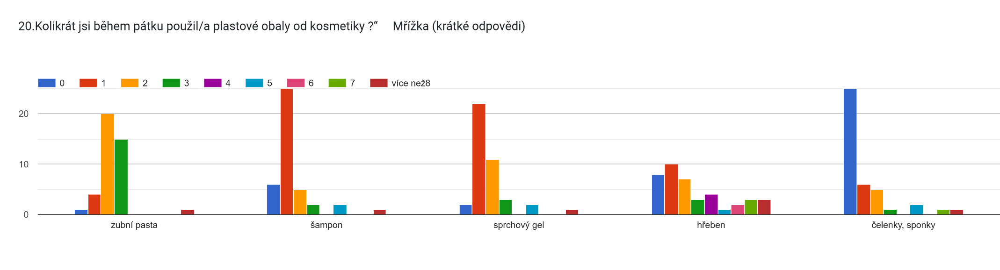 20.Kolikrát jsi během pátku použil/a plastové obaly od kosmetiky ?“ Mřížka (krátké odpovědi)
0 1 2 3 4 5 6 7 více než8
20
10
0
zubní pasta šampon sprchový gel hřeben čelenky, sponky